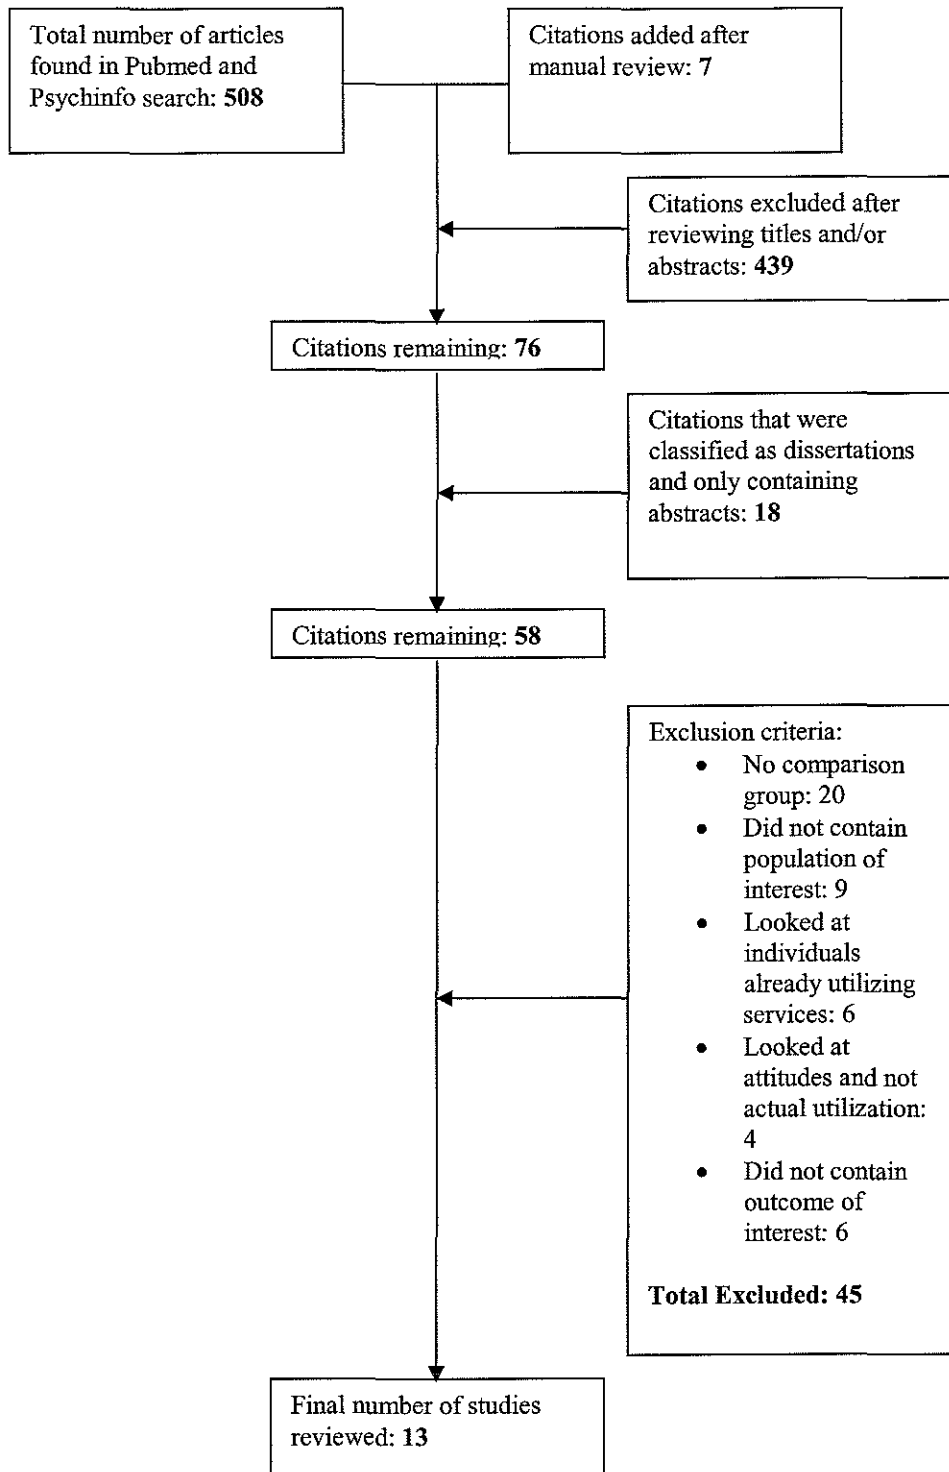 Total number of articles
found in Pubmed and
Psychinfo search: 508
Citations added after
manual review: 7
Citations excluded after
reviewing titles and/or
abstracts: 439
Citations remaining: 76
Citations that were
classified as dissertations
and only containing
abstracts: 18
Citations remaining: 58
Exclusion criteria:
• No comparison
group: 20
• Did not contain
population of
interest: 9
• Looked at
individuals
already utilizing
services: 6
• Looked at
attitudes and not
actual utilization:
4
• Did not contain
outcome of
interest: 6
Total Excluded: 45
Final number of studies
reviewed: 13